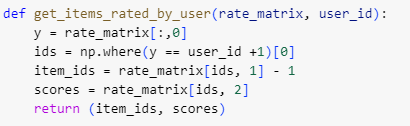 def get_items_rated_by_user(rate_matrix, user_id):
    y = rate_matrix[:,0]
    ids = np.where(y == user_id +1)[0]
    item_ids = rate_matrix[ids, 1] - 1
    scores = rate_matrix[ids, 2]
    return (item_ids, scores)